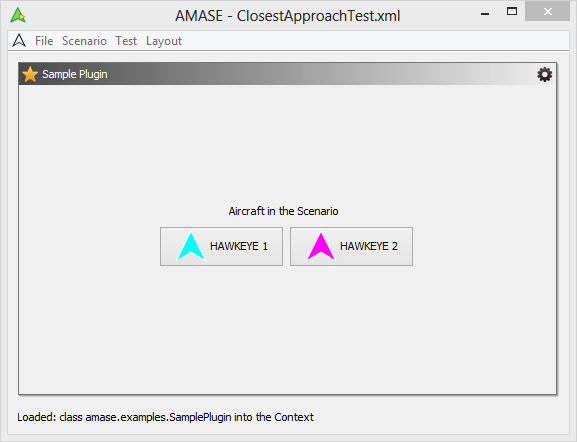 AMASE - ClosestApproachTest.xml
File Scenario Test Layout
Sample Plugin
Aircraft in the Scenario
HAWKEYE 1 HAWKEYE 2
Loaded: class amase.examples.SamplePlugin into the Context